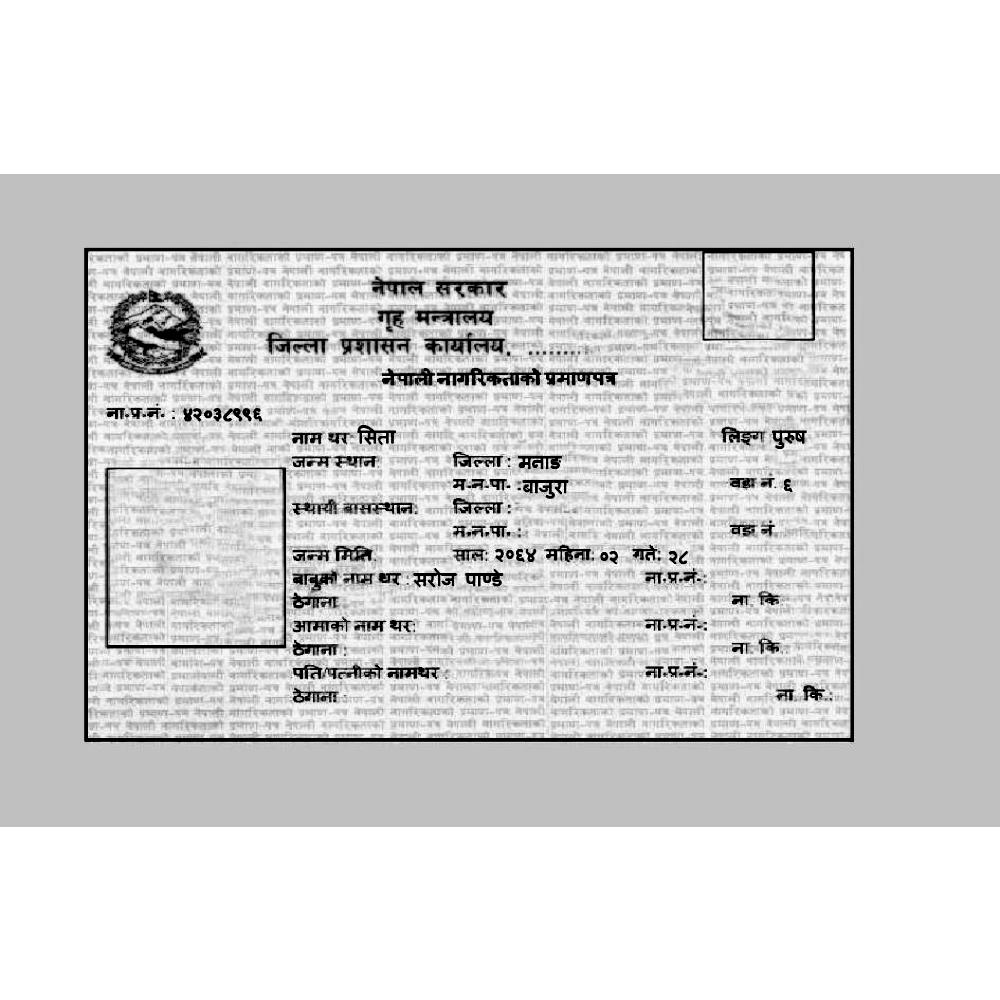 नेपाल सरकार
गृह मन्त्रालय
जिल्ला प्रशासन कार्यालय, .........
नेपाली नागरिकताको प्रमाणपत्र
ना.प्र.नं. : ४२०३८९९६
नाम थर सिता लिङ्ग पुरुष
जन्म स्थान: जिल्ला : मनाङ
म.न.पा. : बाजुरा वडा नं. ६
स्थायी बासस्थान: जिल्ला :
म.न.पा. : वडा नं.
जन्म मिति: साल: २०६४ महिना: ०२ गते: २८
बाबुको नाम थर : सरोज पाण्डे ना.प्र.नं.:
ठेगाना : ना. कि.
आमाको नाम थर: ना.प्र.नं.:
ठेगाना : ना. कि.:
पति/पत्नीको नामथर : ना.प्र.नं.:
ठेगाना : ना. कि.: